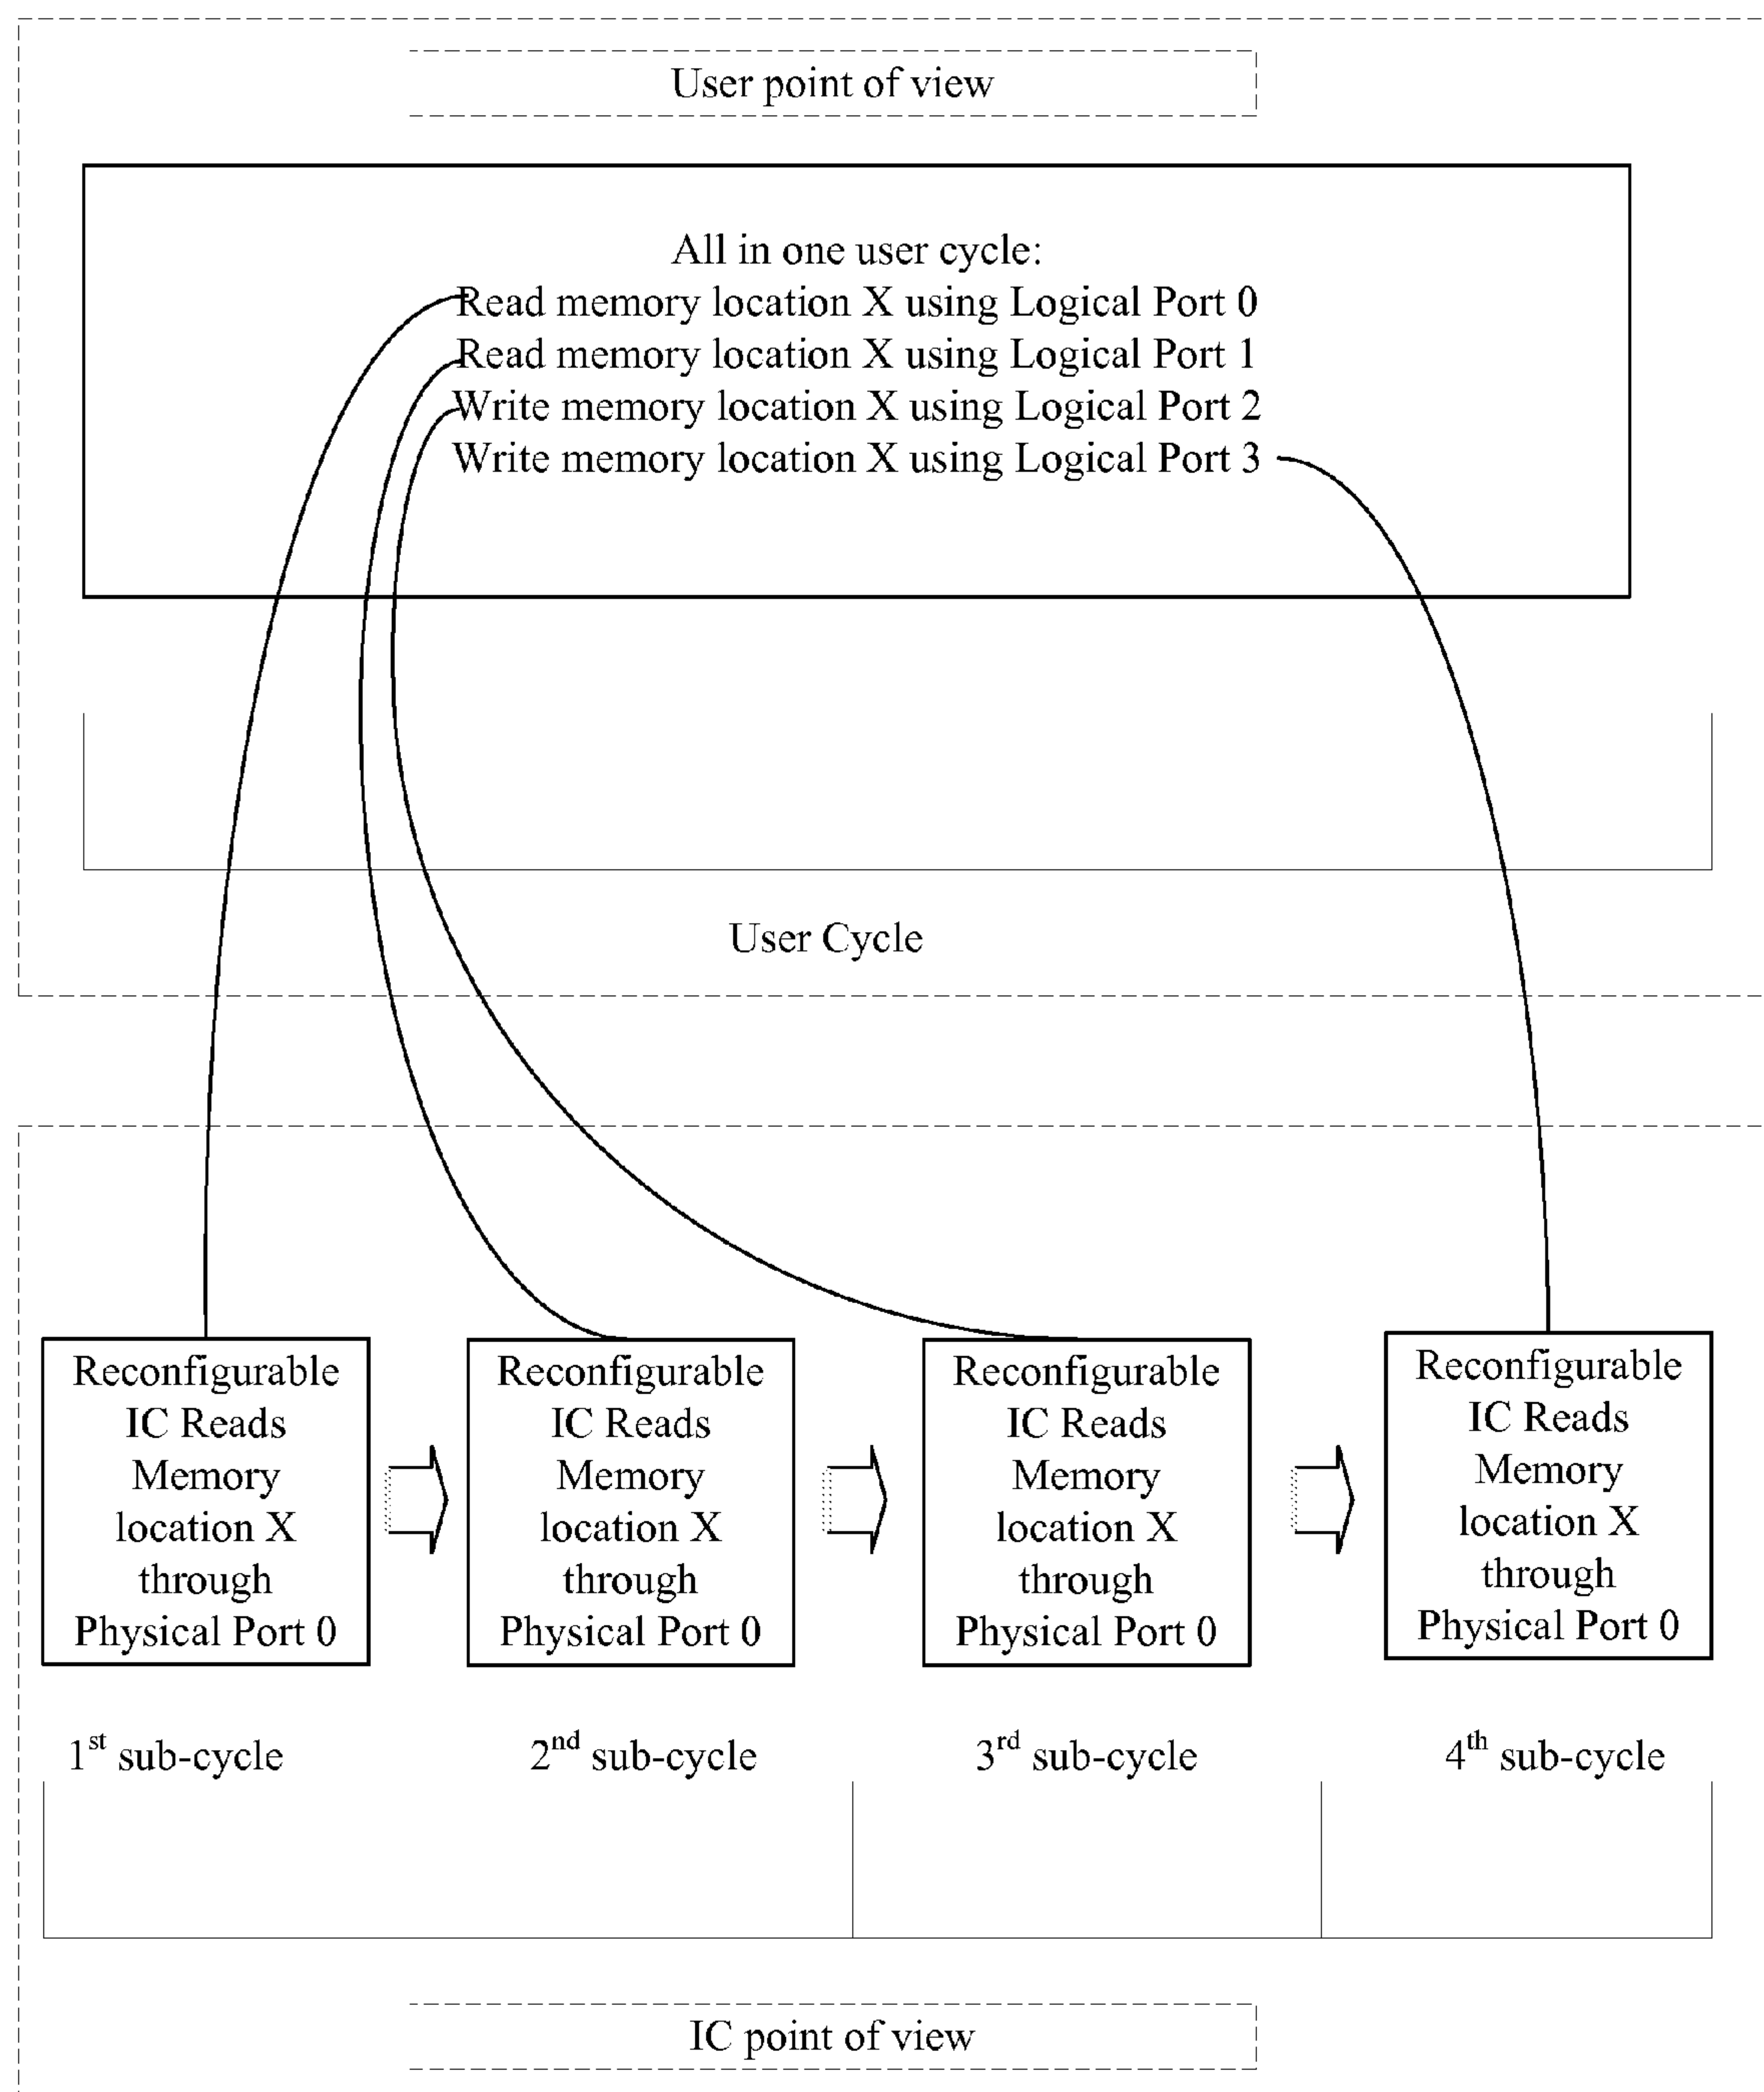 User point of view
All in one user cycle:
Read memory location X using Logical Port 0
Read memory location X using Logical Port 1
Write memory location X using Logical Port 2
Write memory location X using Logical Port 3
User Cycle
Reconfigurable
IC Reads
Memory
location X
through
Physical Port 0
Reconfigurable
IC Reads
Memory
location X
through
Physical Port 0
Reconfigurable
IC Reads
Memory
location X
through
Physical Port 0
Reconfigurable
IC Reads
Memory
location X
through
Physical Port 0
1st sub-cycle
2nd sub-cycle
3rd sub-cycle
4th sub-cycle
IC point of view